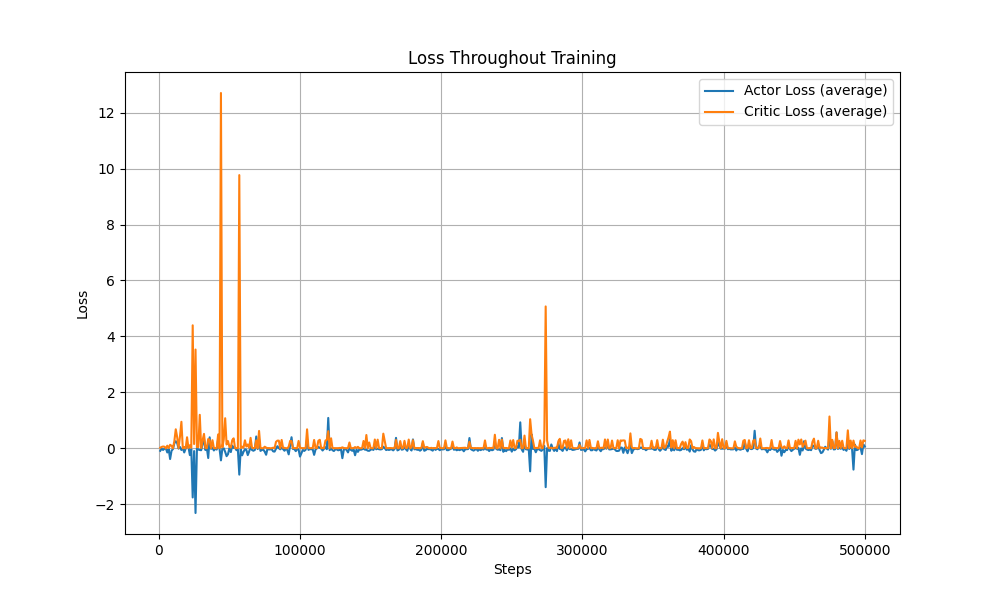 Loss Throughout Training
Actor Loss (average)
Critic Loss (average)
12
10
8
6
4
2
0
−2
Loss
0 100000 200000 300000 400000 500000
Steps